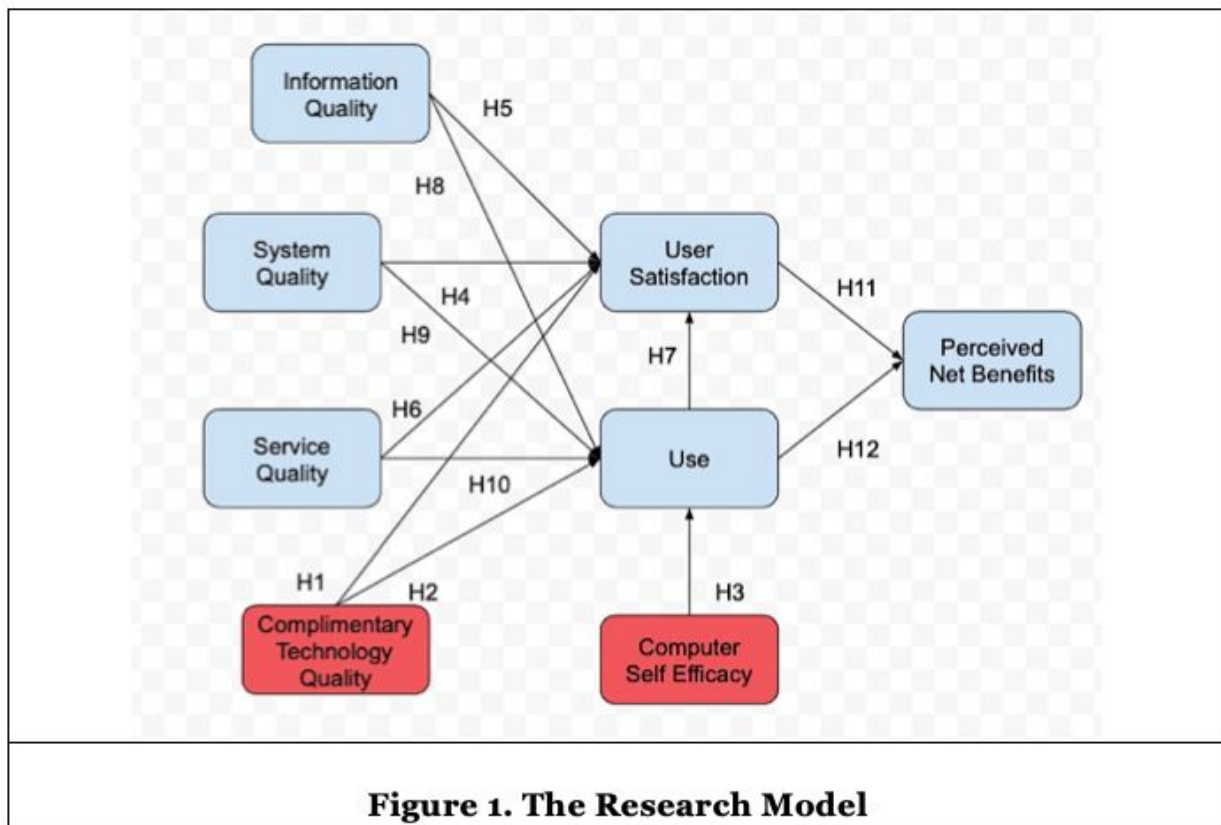 Information
Quality
H5
H8
System
Quality
User
Satisfaction
H4
H11
H9
H7
Perceived
Net Benefits
H6
Service
Quality
Use
H12
H10
H1
H2
H3
Complimentary
Technology
Quality
Computer
Self Efficacy
Figure 1. The Research Model